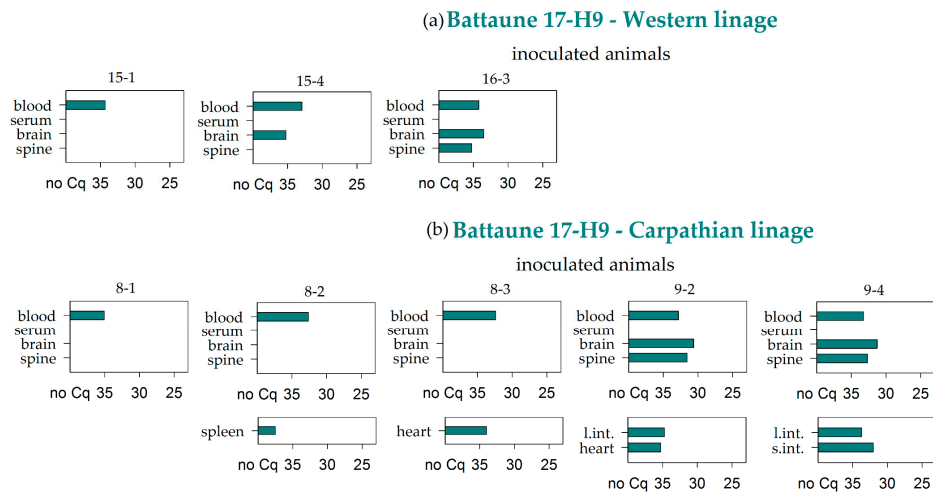 (a) Battaune 17-H9 - Western linage
inoculated animals
15-1 15-4 16-3
blood blood blood
serum serum serum
brain brain brain
spine spine spine
no Cq 35 30 25 no Cq 35 30 25 no Cq 35 30 25
(b) Battaune 17-H9 - Carpathian linage
inoculated animals
8-1 8-2 8-3 9-2 9-4
blood blood blood blood blood
serum serum serum serum serum
brain brain brain brain brain
spine spine spine spine spine
no Cq 35 30 25 no Cq 35 30 25 no Cq 35 30 25 no Cq 35 30 25 no Cq 35 30 25
spleen heart l.int. l.int.
heart s.int.
no Cq 35 30 25 no Cq 35 30 25 no Cq 35 30 25 no Cq 35 30 25